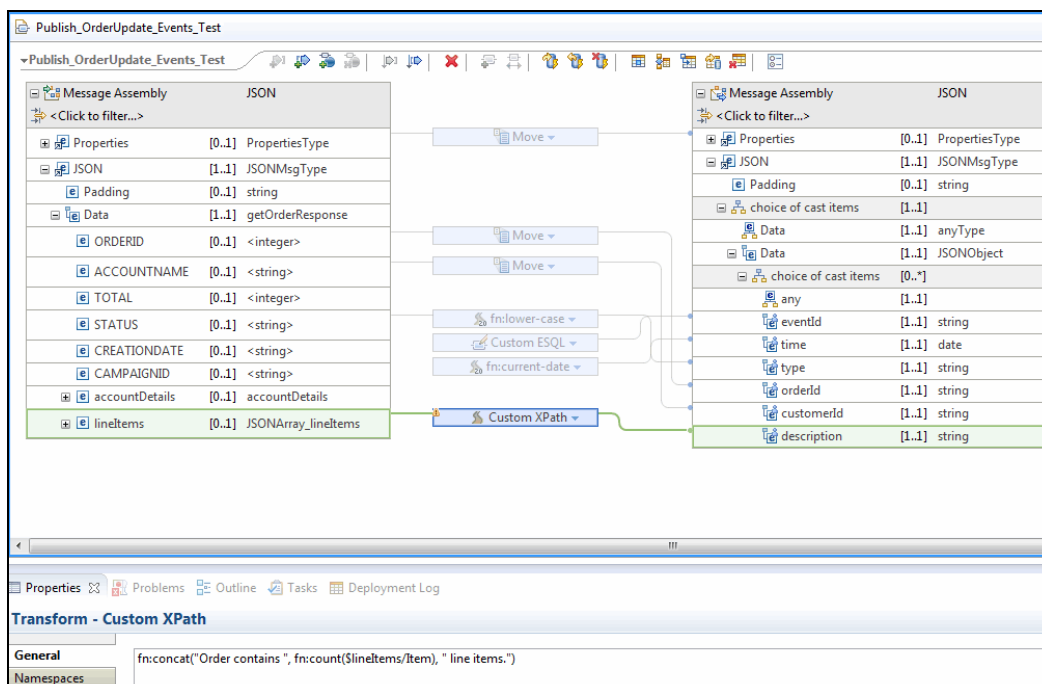 Publish_OrderUpdate_Events_Test
Publish_OrderUpdate_Events_Test
Message Assembly JSON
<Click to filter...>
Properties [0..1] PropertiesType
JSON [1..1] JSONMsgType
Padding [0..1] string
Data [1..1] getOrderResponse
ORDERID [0..1] <integer>
ACCOUNTNAME [0..1] <string>
TOTAL [0..1] <integer>
STATUS [0..1] <string>
CREATIONDATE [0..1] <string>
CAMPAIGNID [0..1] <string>
accountDetails [0..1] accountDetails
lineItems [0..1] JSONArray_lineItems
Move
Move
Move
fn:lower-case
Custom ESQL
fn:current-date
Custom XPath
Message Assembly JSON
<Click to filter...>
Properties [0..1] PropertiesType
JSON [1..1] JSONMsgType
Padding [0..1] string
choice of cast items [1..1]
Data [1..1] anyType
Data [1..1] JSONObject
choice of cast items [0..*]
any [1..1]
eventId [1..1] string
time [1..1] date
type [1..1] string
orderId [1..1] string
customerId [1..1] string
description [1..1] string
Properties Problems Outline Tasks Deployment Log
Transform - Custom XPath
General
fn:concat("Order contains ", fn:count($lineItems/Item), " line items.")
Namespaces